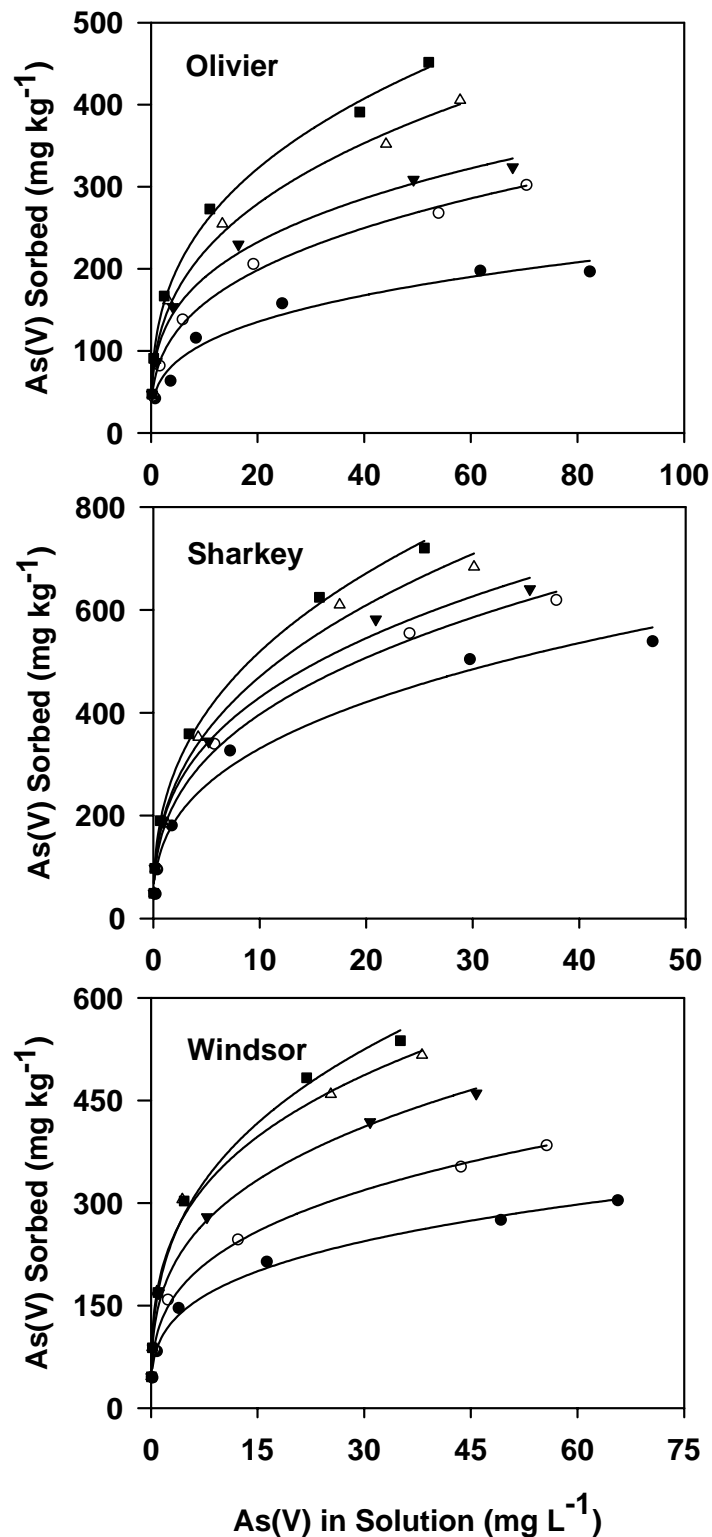 500
Olivier
400
300
200
100
0
As(V) Sorbed (mg kg⁻¹)
0 20 40 60 80 100
800
Sharkey
600
400
200
0
As(V) Sorbed (mg kg⁻¹)
0 10 20 30 40 50
600
Windsor
450
300
150
0
As(V) Sorbed (mg kg⁻¹)
0 15 30 45 60 75
As(V) in Solution (mg L⁻¹)